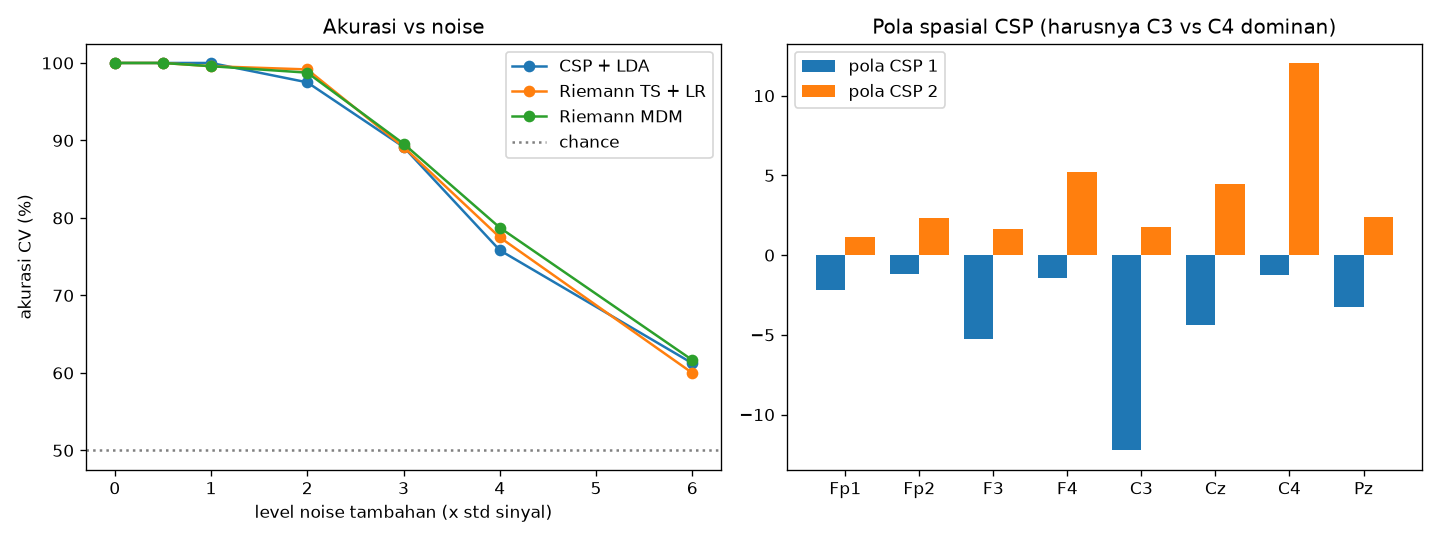 Akurasi vs noise
100
90
80
70
60
50
0
1
2
3
4
5
6
akurasi CV (%)
level noise tambahan (x std sinyal)
CSP + LDA
Riemann TS + LR
Riemann MDM
chance
Pola spasial CSP (harusnya C3 vs C4 dominan)
pola CSP 1
pola CSP 2
10
5
0
−5
−10
Fp1
Fp2
F3
F4
C3
Cz
C4
Pz